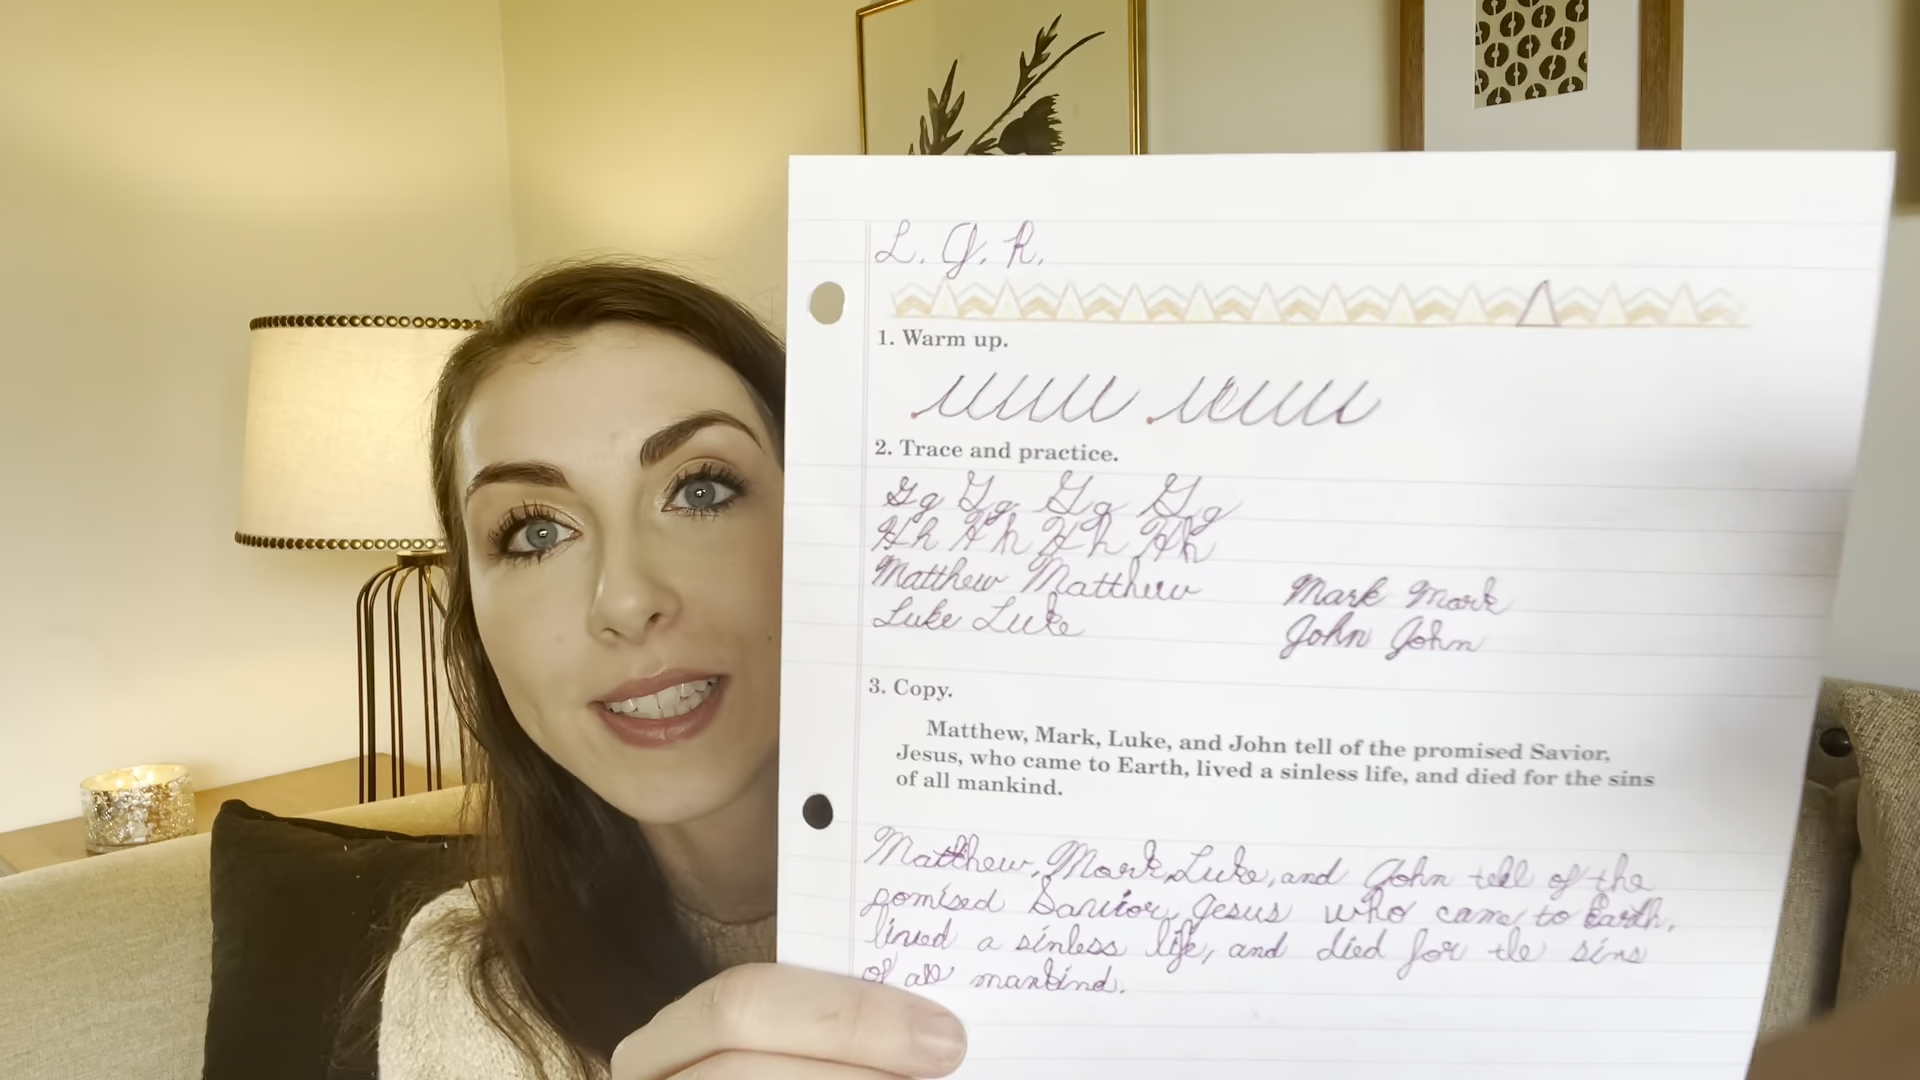 L. J. R.
1. Warm up.
2. Trace and practice.
Gg Gg Gg Gg
Hh Hh Hh Hh
Matthew Matthew Mark Mark
Luke Luke John John
3. Copy.
Matthew, Mark, Luke, and John tell of the promised Savior,
Jesus, who came to Earth, lived a sinless life, and died for the sins
of all mankind.
Matthew, Mark, Luke, and John tell of the
pomised Savior, Jesus who came to Earth,
lived a sinless life, and died for tle sins
of all mankind.